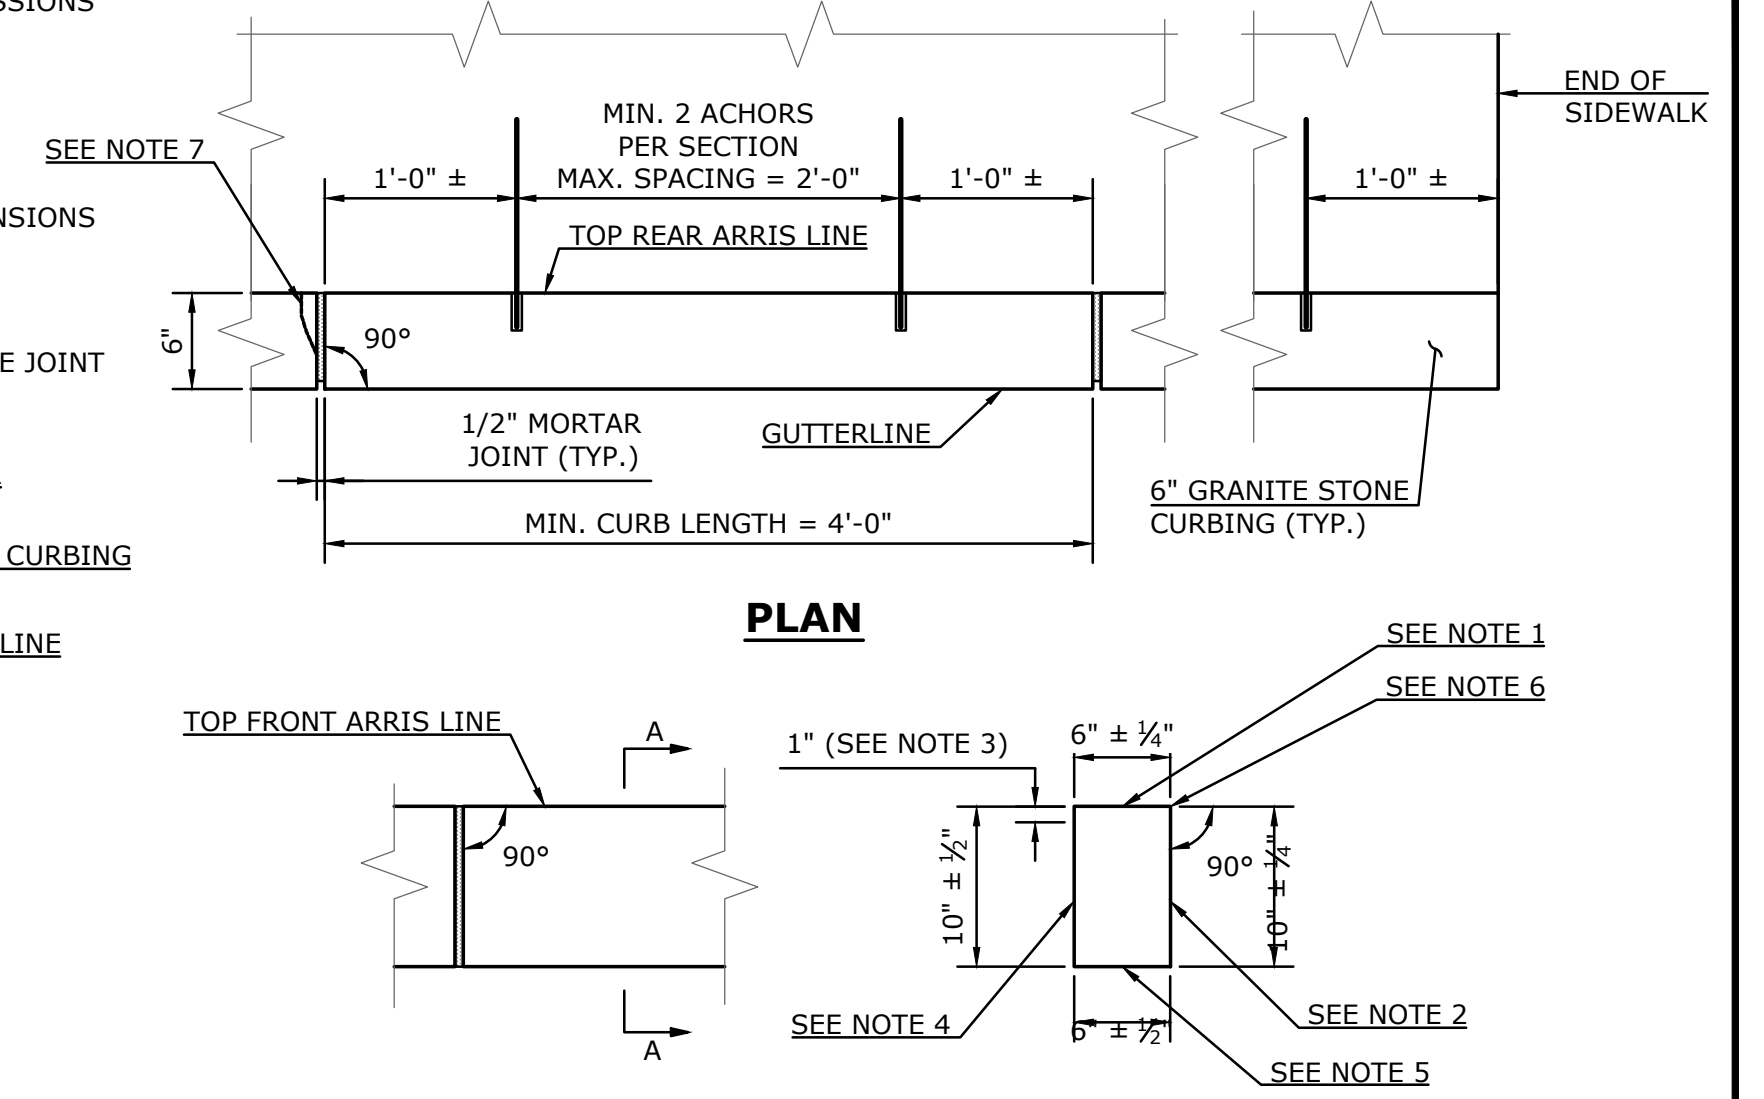 SSIONS
NSIONS
E JOINT
CURBING
LINE
END OF
SIDEWALK
MIN. 2 ACHORS
PER SECTION
MAX. SPACING = 2'-0"
SEE NOTE 7
1'-0" ±
1'-0" ±
1'-0" ±
TOP REAR ARRIS LINE
6"
90°
1/2" MORTAR
JOINT (TYP.)
GUTTERLINE
6" GRANITE STONE
CURBING (TYP.)
MIN. CURB LENGTH = 4'-0"
PLAN
TOP FRONT ARRIS LINE
A
90°
A
SEE NOTE 1
SEE NOTE 6
1" (SEE NOTE 3)
6" ± ¼"
10" ± ½"
90°
10" ± ¼"
SEE NOTE 4
6" ± ½"
SEE NOTE 2
SEE NOTE 5